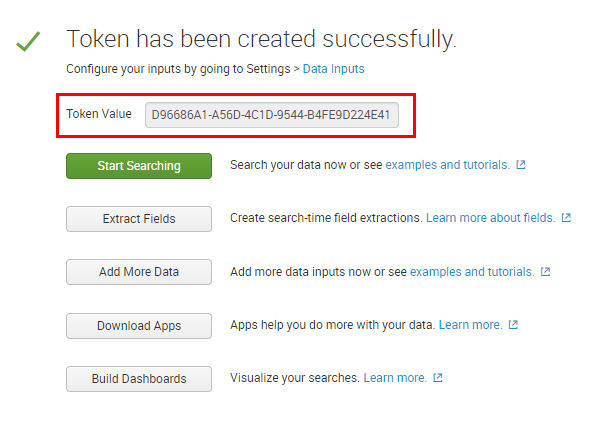 Token has been created successfully.
Configure your inputs by going to Settings > Data Inputs
Token Value D96686A1-A56D-4C1D-9544-B4FE9D224E41
Start Searching Search your data now or see examples and tutorials.
Extract Fields Create search-time field extractions. Learn more about fields.
Add More Data Add more data inputs now or see examples and tutorials.
Download Apps Apps help you do more with your data. Learn more.
Build Dashboards Visualize your searches. Learn more.